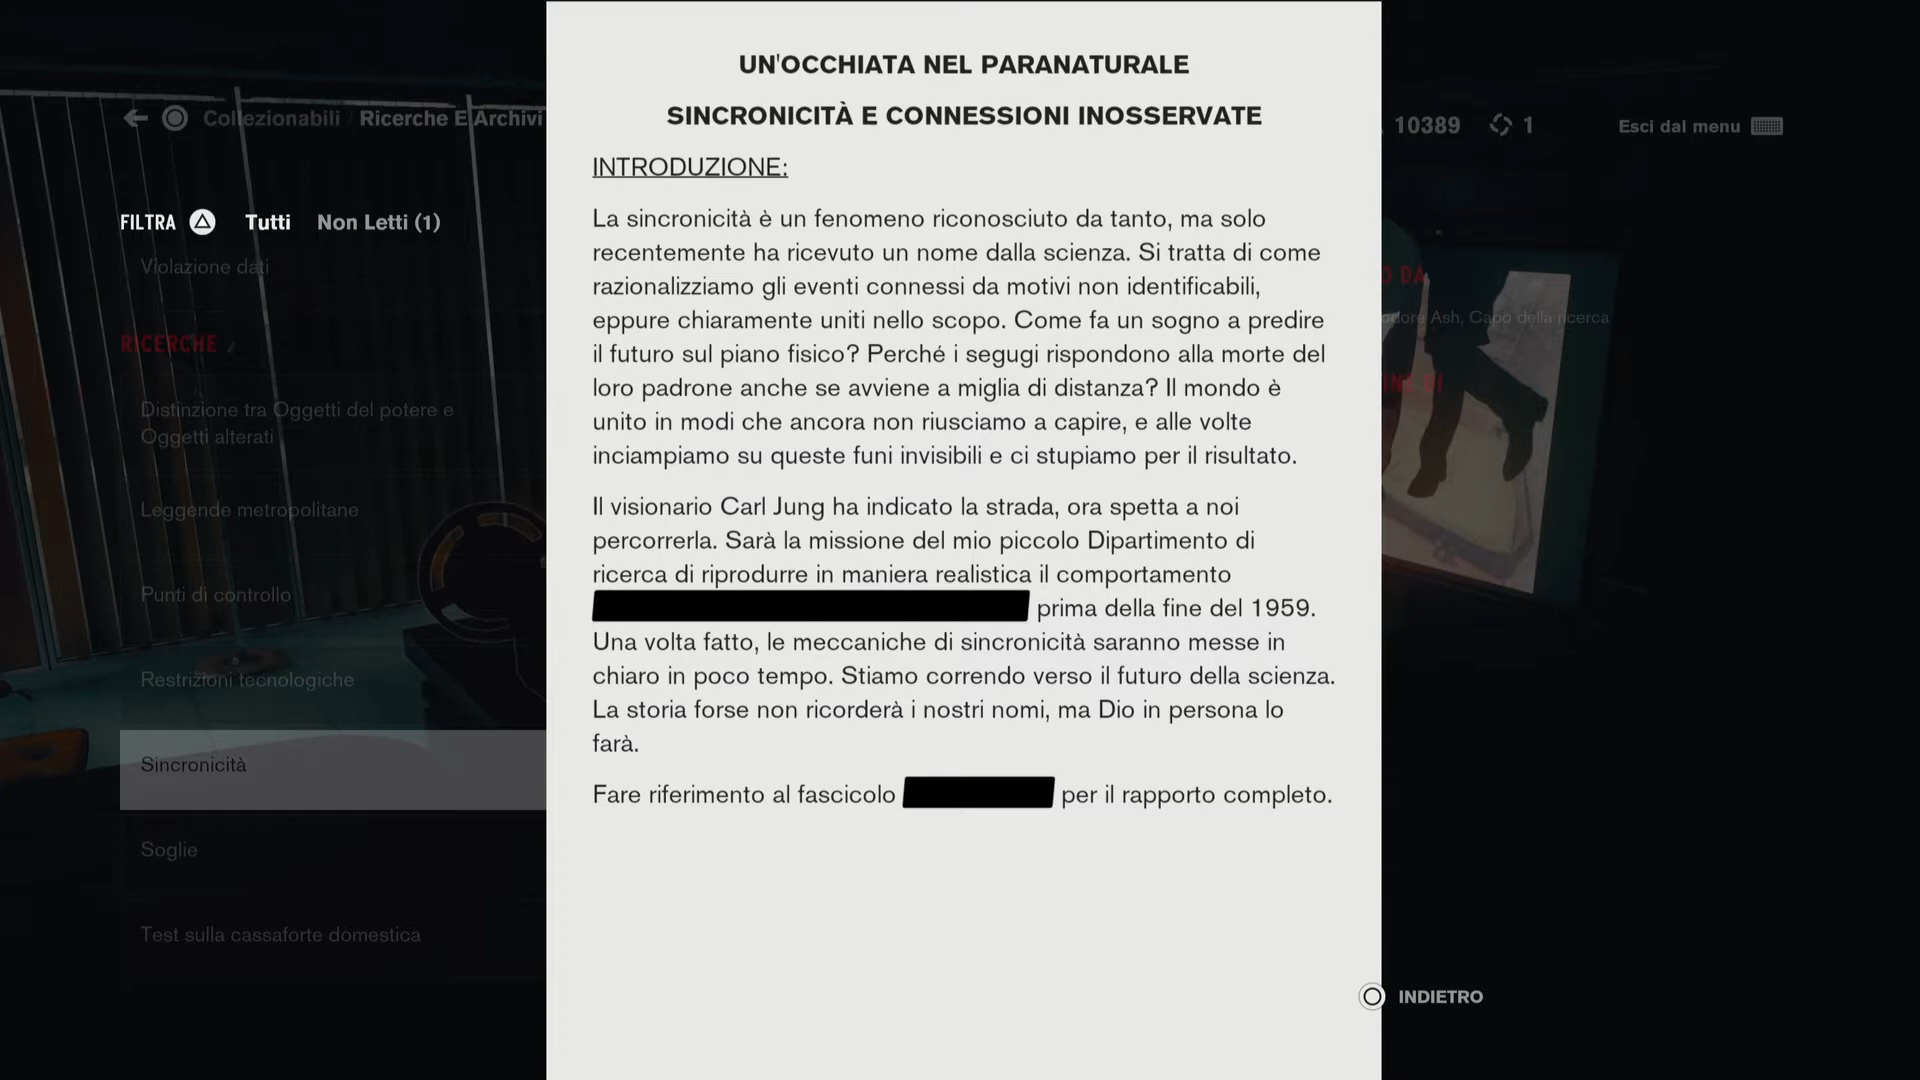 UN'OCCHIATA NEL PARANATURALE
SINCRONICITÀ E CONNESSIONI INOSSERVATE
INTRODUZIONE:
La sincronicità è un fenomeno riconosciuto da tanto, ma solo
recentemente ha ricevuto un nome dalla scienza. Si tratta di come
razionalizziamo gli eventi connessi da motivi non identificabili,
eppure chiaramente uniti nello scopo. Come fa un sogno a predire
il futuro sul piano fisico? Perché i segugi rispondono alla morte del
loro padrone anche se avviene a miglia di distanza? Il mondo è
unito in modi che ancora non riusciamo a capire, e alle volte
inciampiamo su queste funi invisibili e ci stupiamo per il risultato.
Il visionario Carl Jung ha indicato la strada, ora spetta a noi
percorrerla. Sarà la missione del mio piccolo Dipartimento di
ricerca di riprodurre in maniera realistica il comportamento
prima della fine del 1959.
Una volta fatto, le meccaniche di sincronicità saranno messe in
chiaro in poco tempo. Stiamo correndo verso il futuro della scienza.
La storia forse non ricorderà i nostri nomi, ma Dio in persona lo
farà.
Fare riferimento al fascicolo per il rapporto completo.
Collezionabili Ricerche E Archivi
10389 1 Esci dal menu
FILTRA Tutti Non Letti (1)
Violazione dati
RICERCHE
Distinzione tra Oggetti del potere e
Oggetti alterati
Leggende metropolitane
Punti di controllo
Restrizioni tecnologiche
Sincronicità
Soglie
Test sulla cassaforte domestica
DA
Ash, Capo della ricerca
DI
INDIETRO